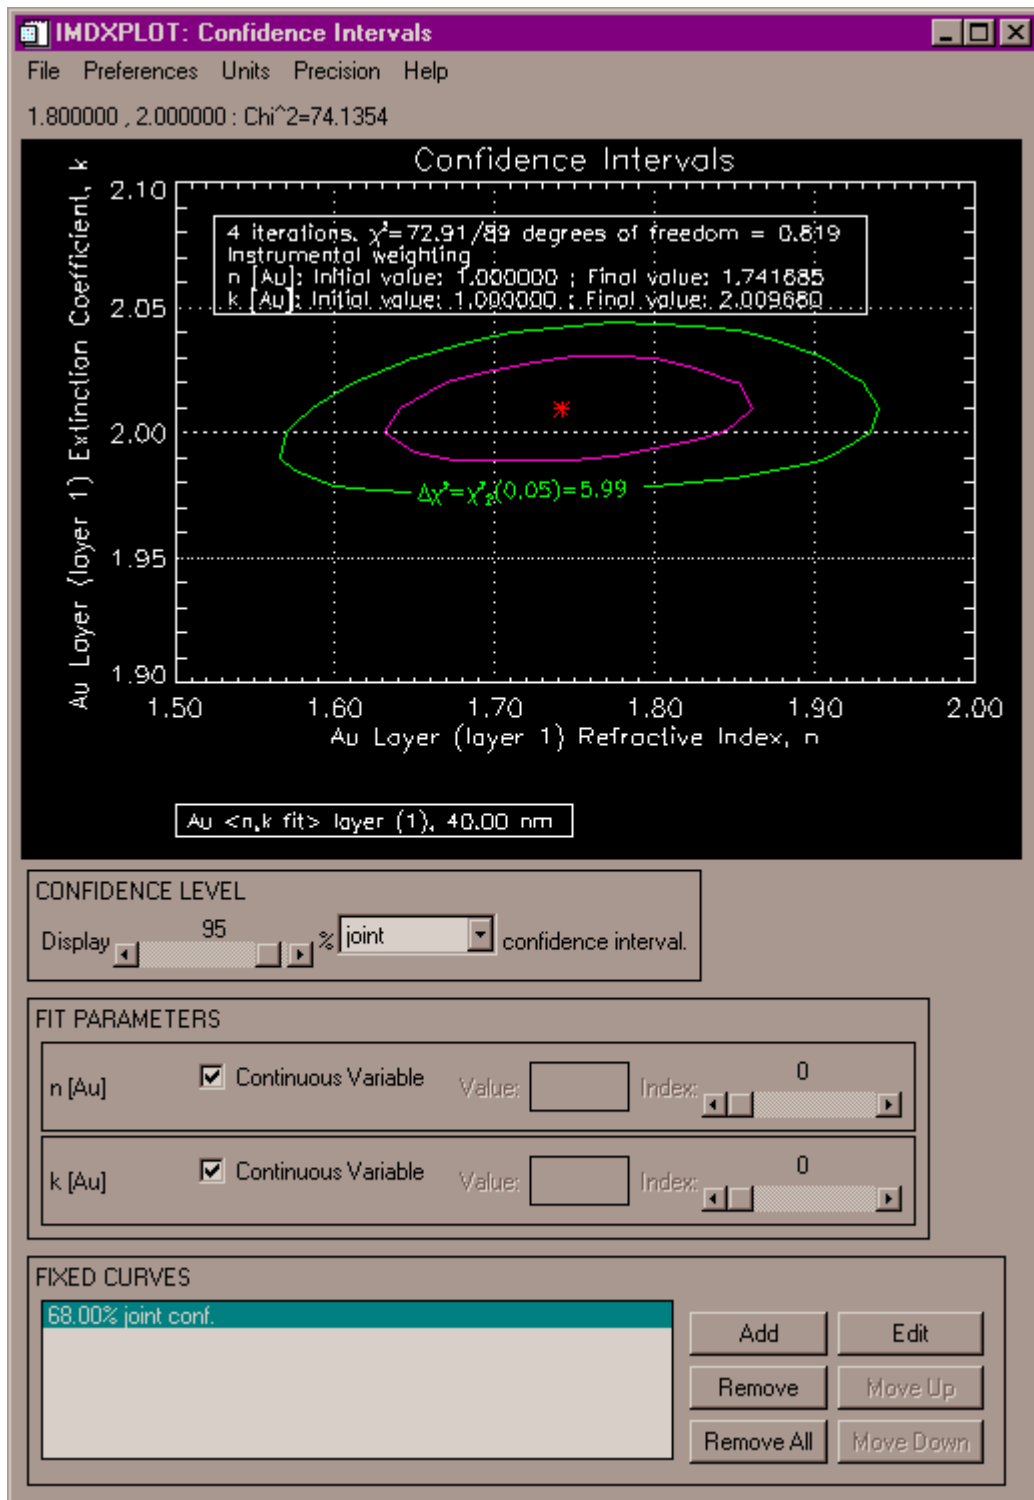 IMDXPLOT: Confidence Intervals
File Preferences Units Precision Help
1.800000 , 2.000000 : Chi^2=74.1354
Confidence Intervals
4 iterations. χ²=72.91/89 degrees of freedom = 0.819
Instrumental weighting
n [Au]: Initial value: 1.000000 ; Final value: 1.741685
k [Au]: Initial value: 1.000000 ; Final value: 2.009680
Au Layer (layer 1) Extinction Coefficient, k
2.10
2.05
2.00
1.95
1.90
Δχ²=χ²₂(0.05)=5.99
1.50 1.60 1.70 1.80 1.90 2.00
Au Layer (layer 1) Refractive Index, n
Au <n,k fit> layer (1), 40.00 nm
CONFIDENCE LEVEL
95
Display % joint confidence interval.
FIT PARAMETERS
n [Au] Continuous Variable Value: Index: 0
k [Au] Continuous Variable Value: Index: 0
FIXED CURVES
68.00% joint conf.
Add Edit
Remove Move Up
Remove All Move Down